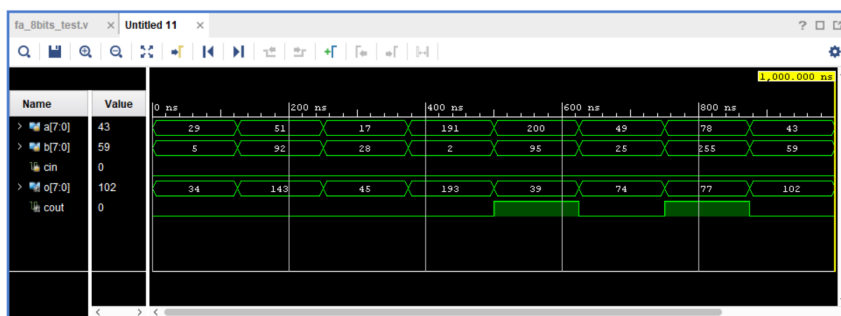 fa_8bits_test.v × Untitled 11 ×
? 
1,000.000 ns
Name Value 0 ns 200 ns 400 ns 600 ns 800 ns
> a[7:0] 43 29 51 17 191 200 49 78 43
> b[7:0] 59 5 92 28 2 95 25 255 59
cin 0
> o[7:0] 102 34 143 45 193 39 74 77 102
cout 0